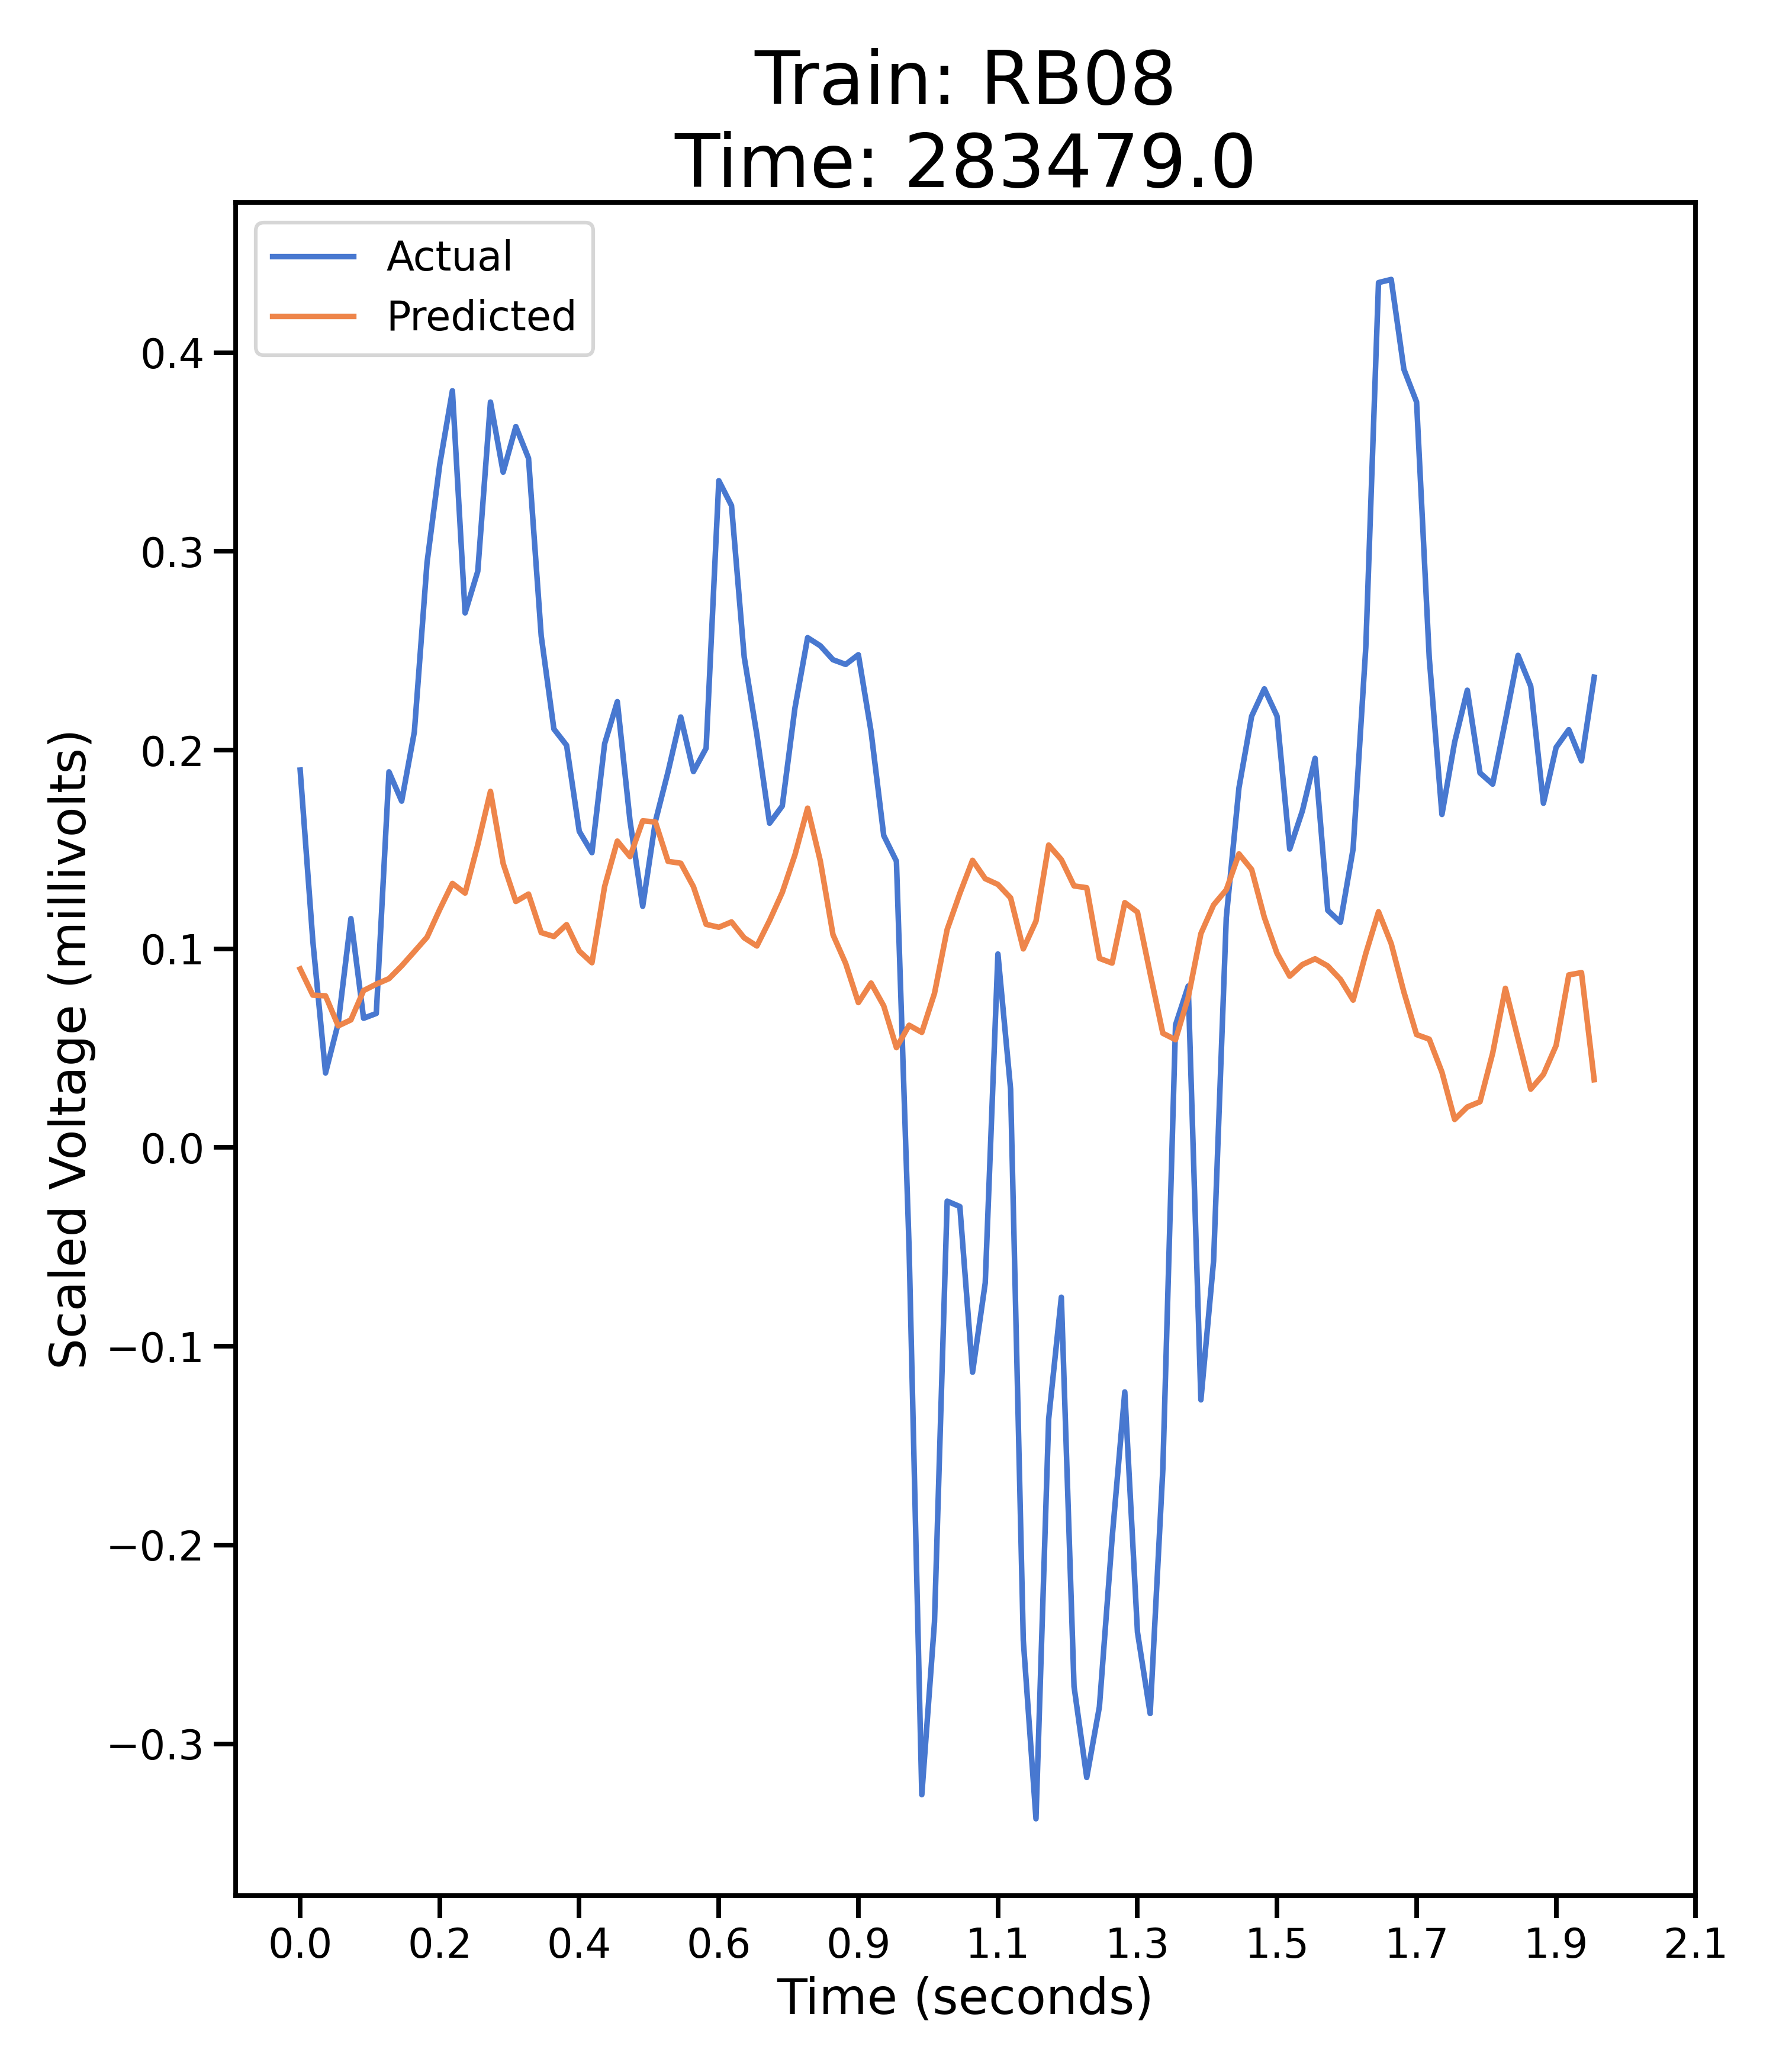 Train: RB08
Time: 283479.0
Actual
Predicted
0.4
0.3
0.2
0.1
0.0
−0.1
−0.2
−0.3
Scaled Voltage (millivolts)
0.0 0.2 0.4 0.6 0.9 1.1 1.3 1.5 1.7 1.9 2.1
Time (seconds)